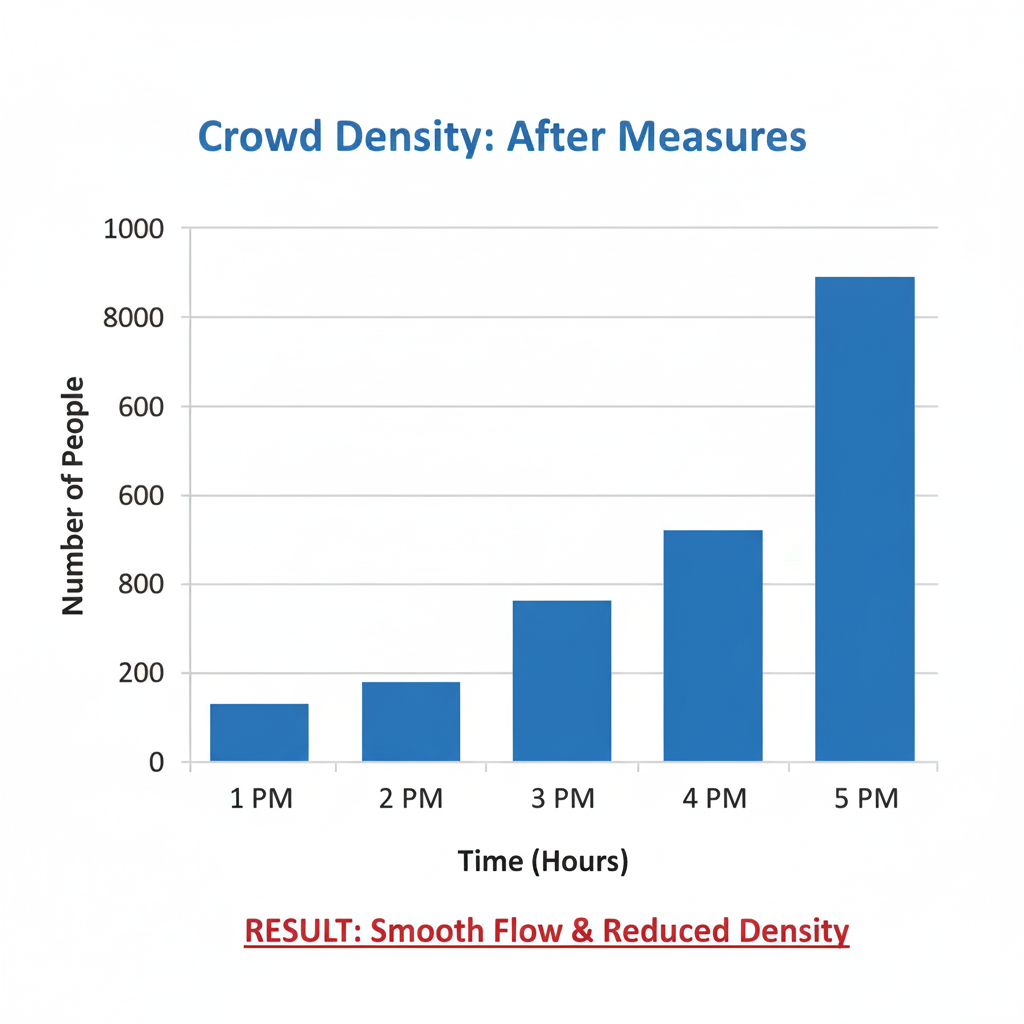 Crowd Density: After Measures
1000
8000
600
600
800
200
0
Number of People
1 PM 2 PM 3 PM 4 PM 5 PM
Time (Hours)
RESULT: Smooth Flow & Reduced Density